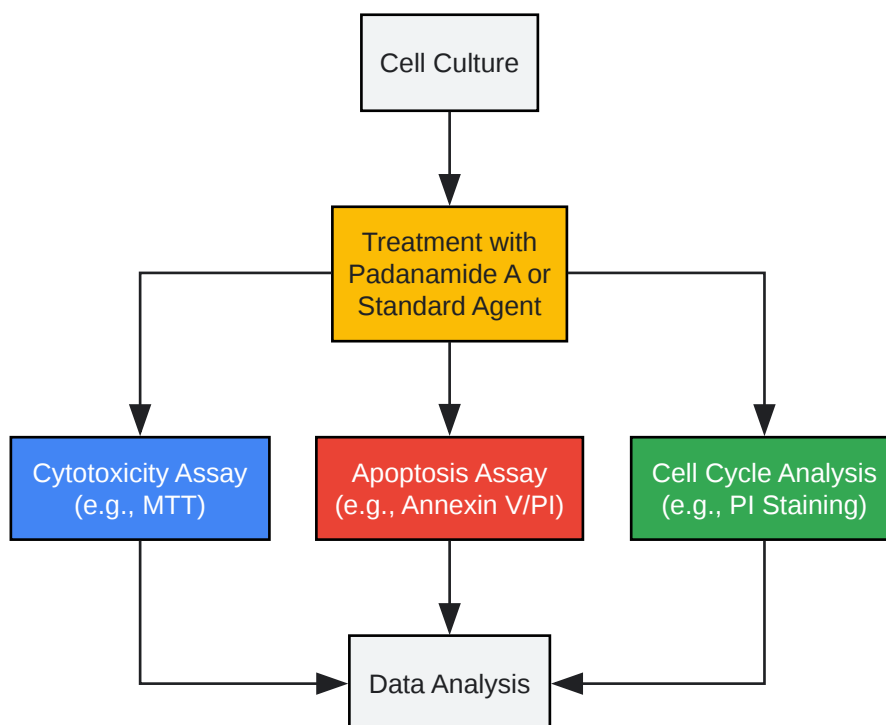 Cell Culture
Treatment with
Padanamide A or
Standard Agent
Cytotoxicity Assay
(e.g., MTT)
Apoptosis Assay
(e.g., Annexin V/PI)
Cell Cycle Analysis
(e.g., PI Staining)
Data Analysis